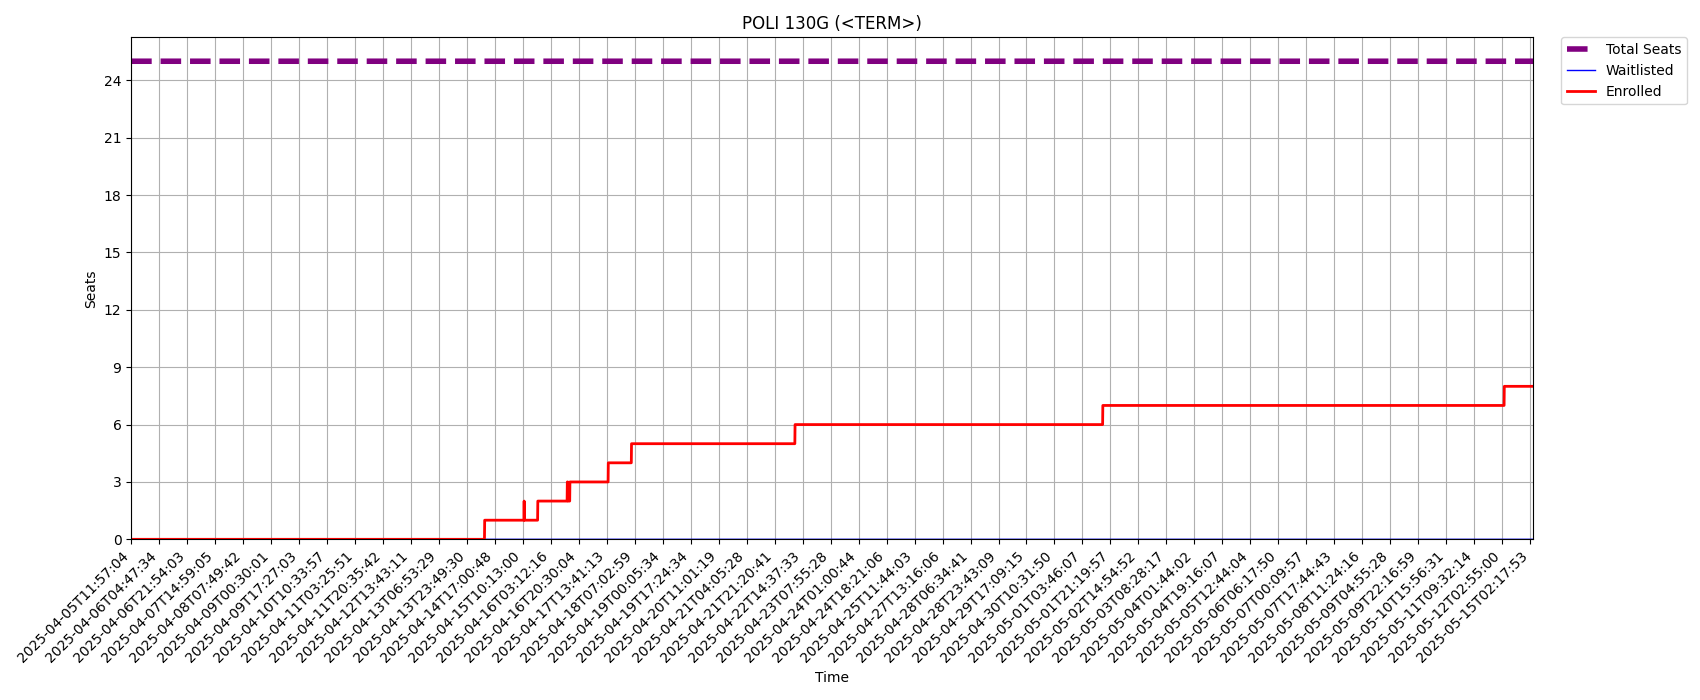 POLI 130G (<TERM>)
Total Seats
Waitlisted
Enrolled
Seats
24
21
18
15
12
9
6
3
0
2025-04-05T11:57:04
2025-04-06T04:47:34
2025-04-06T21:54:03
2025-04-07T14:59:05
2025-04-08T07:49:42
2025-04-09T00:30:01
2025-04-09T17:27:03
2025-04-10T10:33:57
2025-04-11T03:25:51
2025-04-11T20:35:42
2025-04-12T13:43:11
2025-04-13T06:53:29
2025-04-13T23:49:30
2025-04-14T17:00:48
2025-04-15T10:13:00
2025-04-16T03:12:16
2025-04-16T20:30:04
2025-04-17T13:41:13
2025-04-18T07:02:59
2025-04-19T00:05:34
2025-04-19T17:24:34
2025-04-20T11:01:19
2025-04-21T04:05:28
2025-04-21T21:20:41
2025-04-22T14:37:33
2025-04-23T07:55:28
2025-04-24T01:00:44
2025-04-24T18:21:06
2025-04-25T11:44:03
2025-04-27T13:16:08
2025-04-28T06:34:41
2025-04-28T23:43:09
2025-04-29T17:09:15
2025-04-30T10:31:50
2025-05-01T03:46:07
2025-05-01T21:19:57
2025-05-02T14:54:52
2025-05-03T08:28:17
2025-05-04T01:44:02
2025-05-04T19:16:07
2025-05-05T12:44:04
2025-05-06T06:17:50
2025-05-07T00:09:57
2025-05-07T17:44:43
2025-05-08T11:24:16
2025-05-09T04:55:28
2025-05-09T22:16:59
2025-05-10T15:56:31
2025-05-11T09:32:14
2025-05-12T02:55:00
2025-05-15T02:17:53
Time